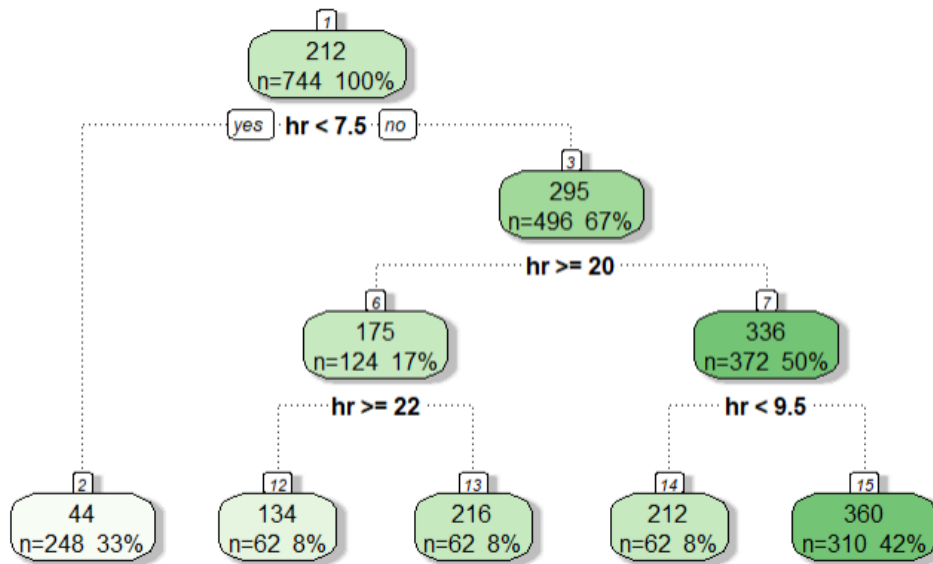 1
212
n=744 100%
yes hr < 7.5 no
3
295
n=496 67%
hr >= 20
6
7
175
n=124 17%
336
n=372 50%
hr >= 22
hr < 9.5
2
12
13
14
15
44
n=248 33%
134
n=62 8%
216
n=62 8%
212
n=62 8%
360
n=310 42%